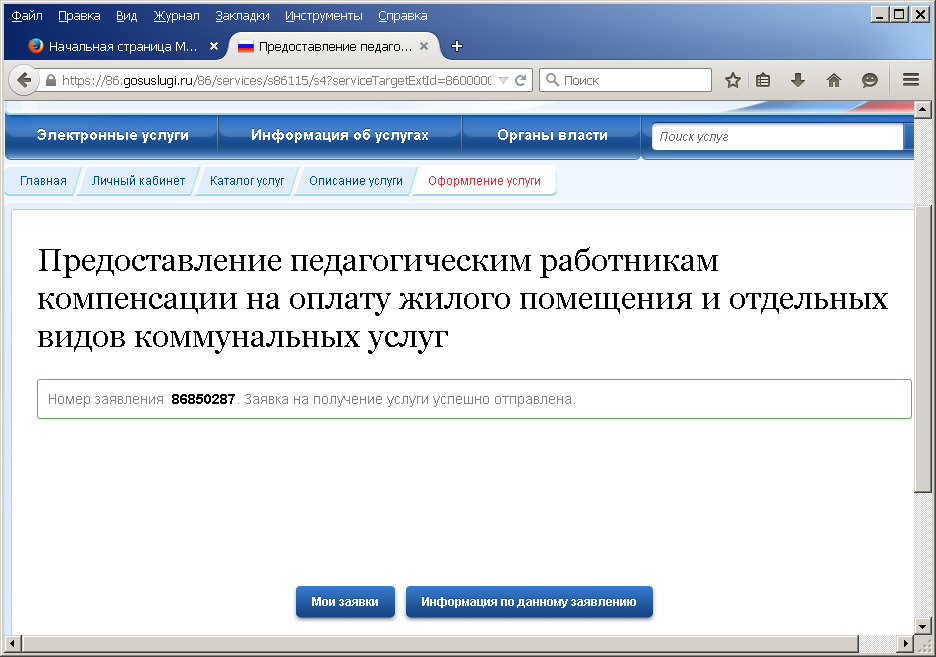 Файл Правка Вид Журнал Закладки Инструменты Справка
Начальная страница M... Предоставление педаго...
https://86.gosuslugi.ru/86/services/s86115/s4?serviceTargetExtId=8600000 Поиск
Электронные услуги Информация об услугах Органы власти Поиск услуг
Главная Личный кабинет Каталог услуг Описание услуги Оформление услуги
Предоставление педагогическим работникам
компенсации на оплату жилого помещения и отдельных
видов коммунальных услуг
Номер заявления 86850287. Заявка на получение услуги успешно отправлена.
Мои заявки Информация по данному заявлению